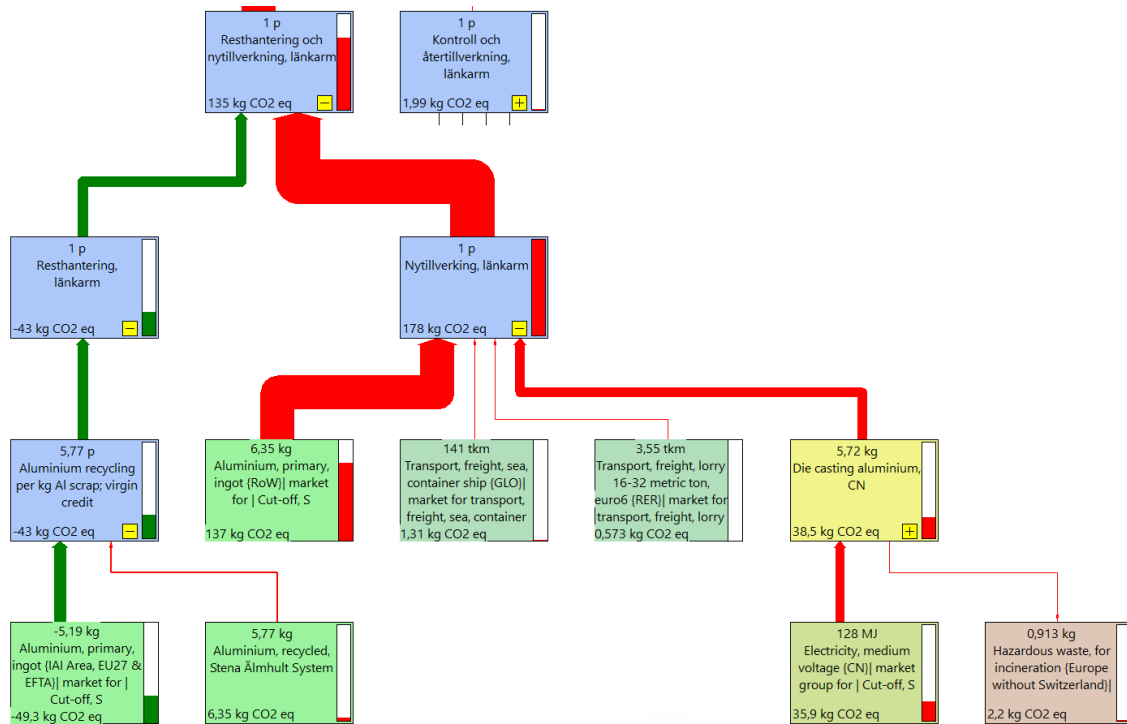 1 p
Resthantering och
nytillverkning, länkarm
135 kg CO2 eq
−
1 p
Kontroll och
återtillverkning,
länkarm
1,99 kg CO2 eq
+
1 p
Resthantering,
länkarm
-43 kg CO2 eq
−
1 p
Nytillverking, länkarm
178 kg CO2 eq
−
5,77 p
Aluminium recycling
per kg Al scrap; virgin
credit
-43 kg CO2 eq
−
6,35 kg
Aluminium, primary,
ingot {RoW}| market
for | Cut-off, S
137 kg CO2 eq
141 tkm
Transport, freight, sea,
container ship {GLO}|
market for transport,
freight, sea, container
1,31 kg CO2 eq
3,55 tkm
Transport, freight, lorry
16-32 metric ton,
euro6 {RER}| market for
transport, freight, lorry
0,573 kg CO2 eq
5,72 kg
Die casting aluminium,
CN
38,5 kg CO2 eq
+
-5,19 kg
Aluminium, primary,
ingot {IAI Area, EU27 &
EFTA}| market for |
Cut-off, S
-49,3 kg CO2 eq
5,77 kg
Aluminium, recycled,
Stena Älmhult System
6,35 kg CO2 eq
128 MJ
Electricity, medium
voltage {CN}| market
group for | Cut-off, S
35,9 kg CO2 eq
0,913 kg
Hazardous waste, for
incineration {Europe
without Switzerland}|
2,2 kg CO2 eq